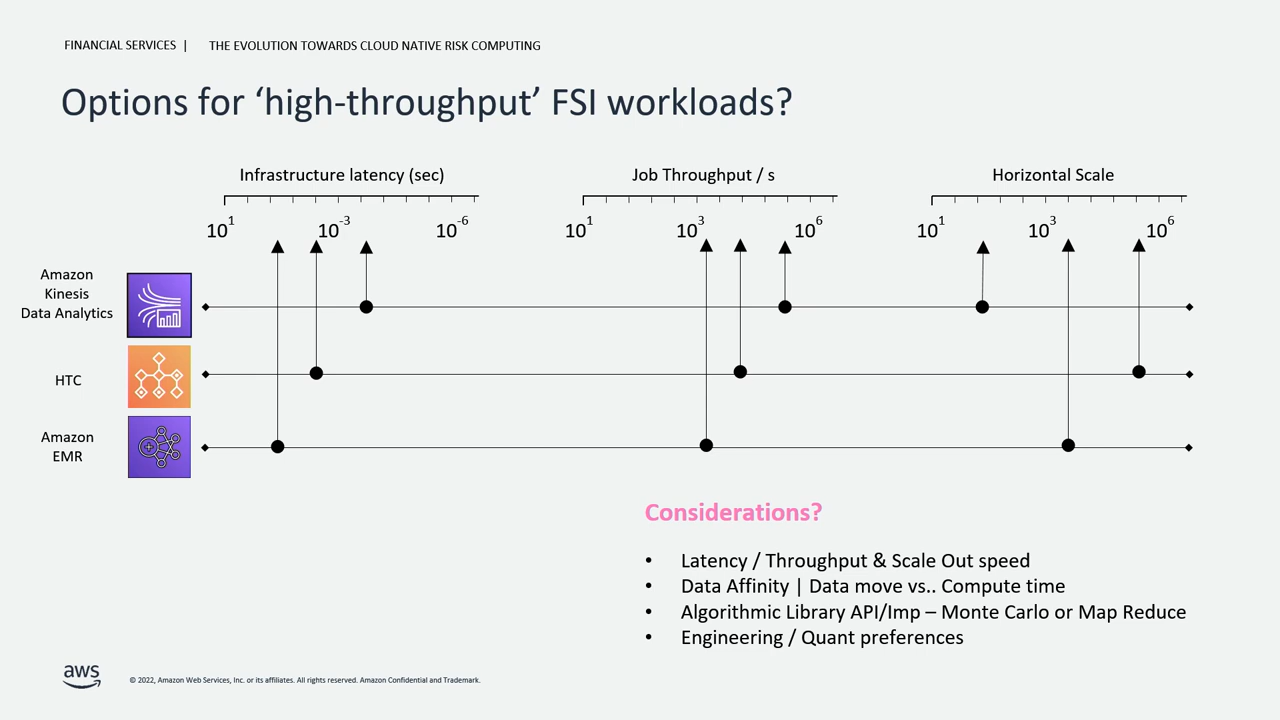 FINANCIAL SERVICES | THE EVOLUTION TOWARDS CLOUD NATIVE RISK COMPUTING
Options for ‘high-throughput’ FSI workloads?
Infrastructure latency (sec)
Job Throughput / s
Horizontal Scale
10¹ 10⁻³ 10⁻⁶
10¹ 10³ 10⁶
10¹ 10³ 10⁶
Amazon
Kinesis
Data Analytics
HTC
Amazon
EMR
Considerations?
• Latency / Throughput & Scale Out speed
• Data Affinity | Data move vs.. Compute time
• Algorithmic Library API/Imp – Monte Carlo or Map Reduce
• Engineering / Quant preferences
aws
© 2022, Amazon Web Services, Inc. or its affiliates. All rights reserved. Amazon Confidential and Trademark.